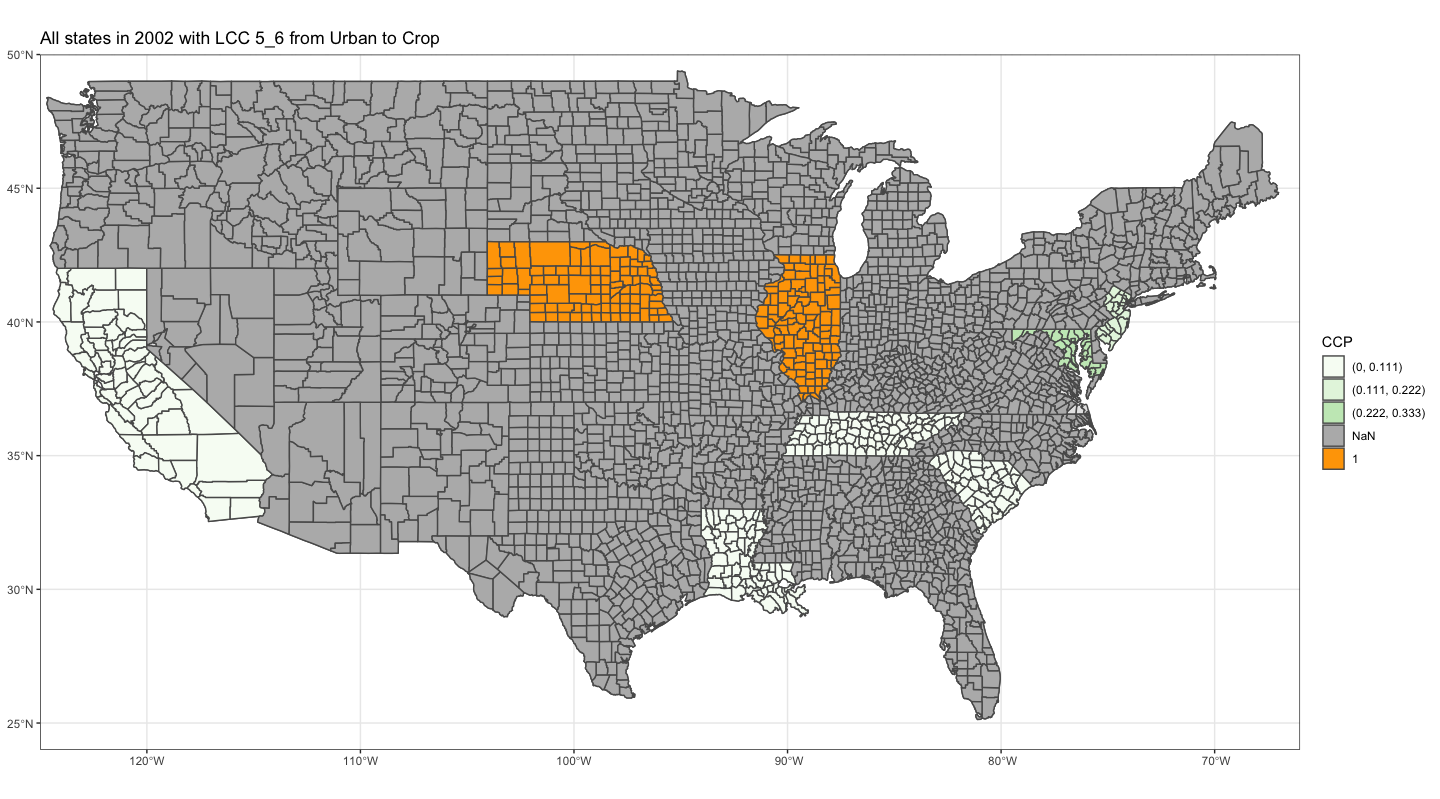 All states in 2002 with LCC 5_6 from Urban to Crop
50°N
45°N
40°N
35°N
30°N
25°N
120°W
110°W
100°W
90°W
80°W
70°W
CCP
(0, 0.111)
(0.111, 0.222)
(0.222, 0.333)
NaN
1